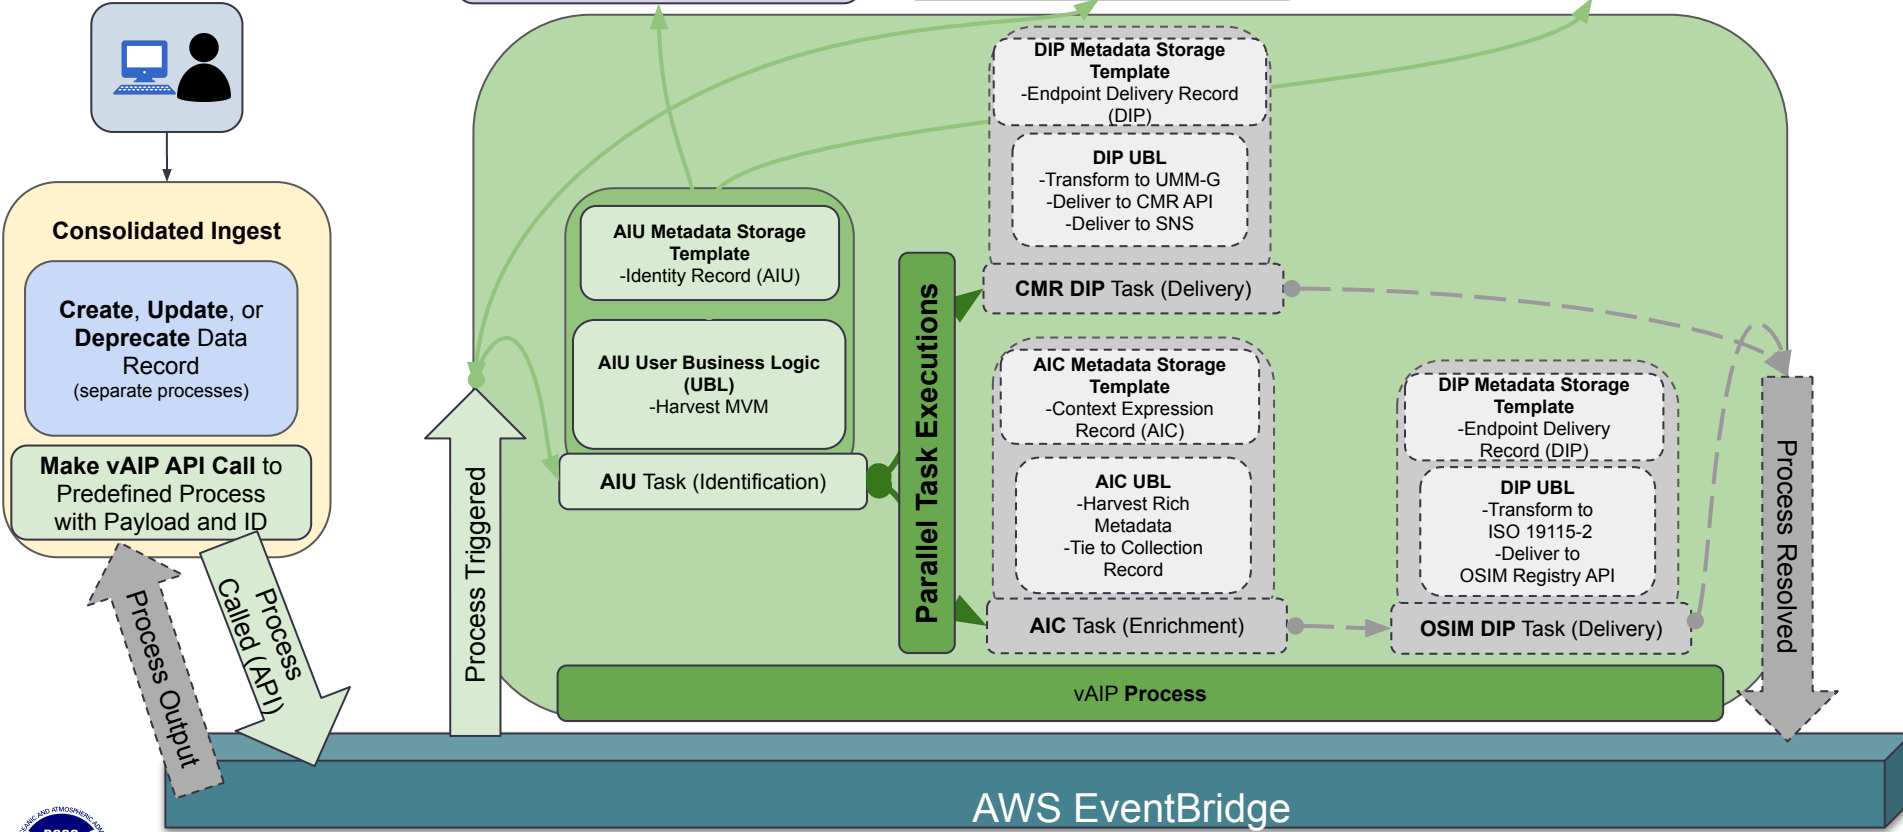 Consolidated Ingest
Create, Update, or
Deprecate Data
Record
(separate processes)
Make vAIP API Call to
Predefined Process
with Payload and ID
Process Output
Process
Called (API)
Process Triggered
AIU Metadata Storage
Template
-Identity Record (AIU)
AIU User Business Logic
(UBL)
-Harvest MVM
AIU Task (Identification)
Parallel Task Executions
DIP Metadata Storage
Template
-Endpoint Delivery Record
(DIP)
DIP UBL
-Transform to UMM-G
-Deliver to CMR API
-Deliver to SNS
CMR DIP Task (Delivery)
AIC Metadata Storage
Template
-Context Expression
Record (AIC)
AIC UBL
-Harvest Rich
Metadata
-Tie to Collection
Record
AIC Task (Enrichment)
DIP Metadata Storage
Template
-Endpoint Delivery
Record (DIP)
DIP UBL
-Transform to
ISO 19115-2
-Deliver to
OSIM Registry API
OSIM DIP Task (Delivery)
Process Resolved
vAIP Process
AWS EventBridge
AND ATMOSPHERIC